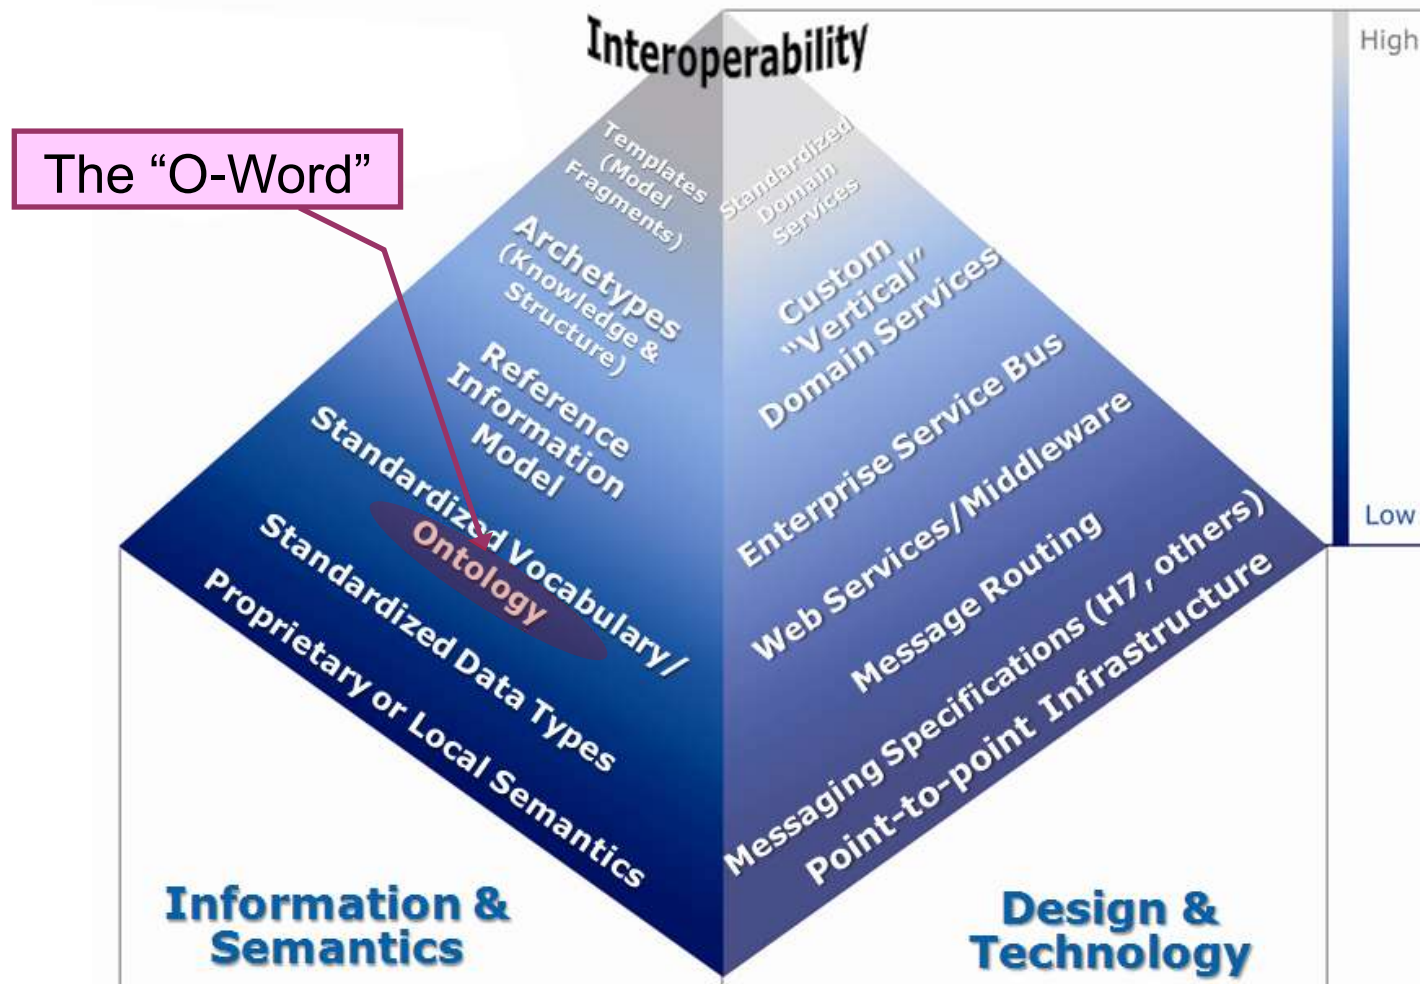 Interoperability
High
The “O-Word”
Templates
(Model
Fragments)
Archetypes
(Knowledge &
Structure)
Reference
Information
Model
Standardized Vocabulary/
Ontology
Standardized Data Types
Proprietary or Local Semantics
Standardized
Domain
Services
Custom
“Vertical”
Domain Services
Enterprise Service Bus
Web Services/Middleware
Message Routing
Messaging Specifications (H7, others)
Point-to-point Infrastructure
Low
Information &
Semantics
Design &
Technology